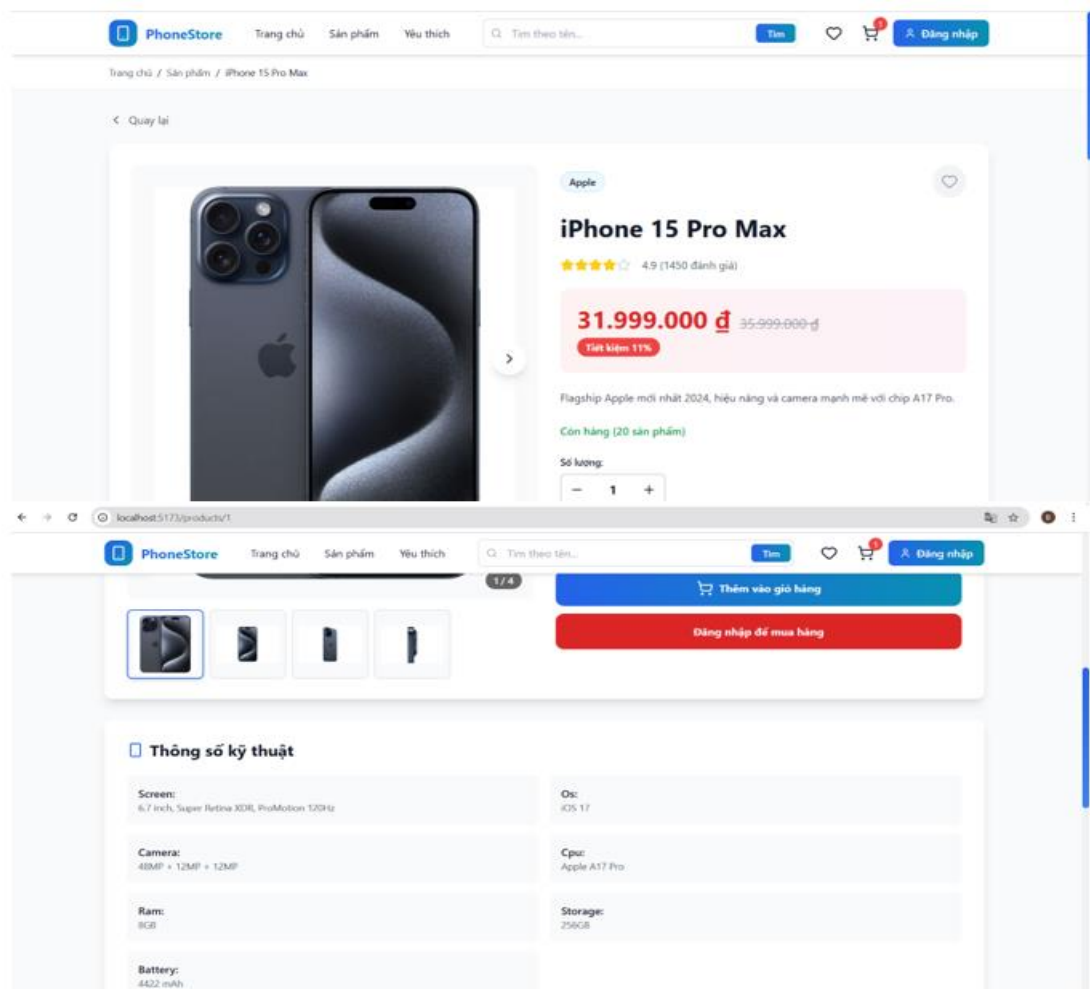 PhoneStore Trang chủ Sản phẩm Yêu thích Tìm theo tên... Tìm 1 Đăng nhập
Trang chủ / Sản phẩm / iPhone 15 Pro Max
Quay lại
Apple
iPhone 15 Pro Max
4.9 (1450 đánh giá)
31.999.000 ₫ 35.999.000 ₫
Tiết kiệm 11%
Flagship Apple mới nhất 2024, hiệu năng và camera mạnh mẽ với chip A17 Pro.
Còn hàng (20 sản phẩm)
Số lượng:
− 1 +
localhost:5173/products/1
PhoneStore Trang chủ Sản phẩm Yêu thích Tìm theo tên... Tìm 1 Đăng nhập
1 / 4
Thêm vào giỏ hàng
Đăng nhập để mua hàng
Thông số kỹ thuật
Screen:
6.7 inch, Super Retina XDR, ProMotion 120Hz
Os:
iOS 17
Camera:
48MP + 12MP + 12MP
Cpu:
Apple A17 Pro
Ram:
8GB
Storage:
256GB
Battery:
4422 mAh